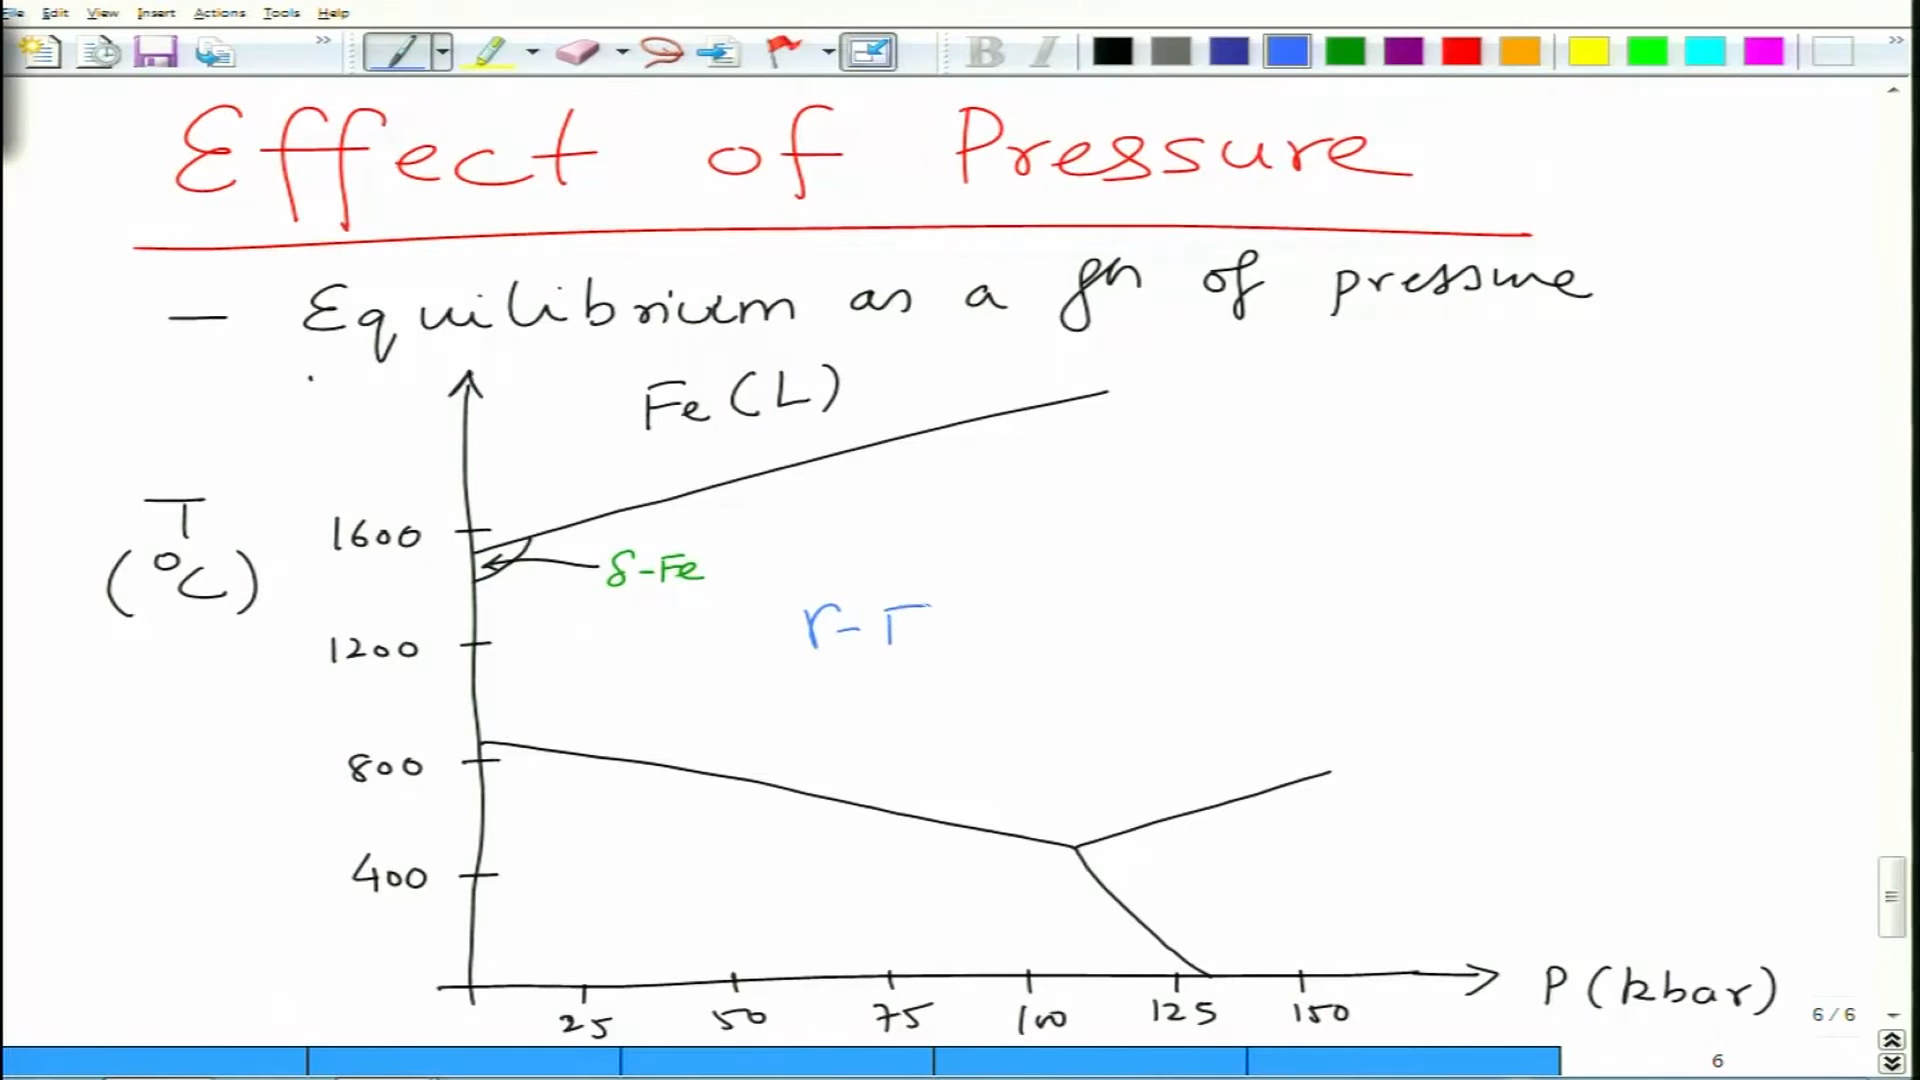 File Edit View Insert Actions Tools Help
B I
Effect of Pressure
— Equilibrium as a fn of pressure
Fe(L)
T
(°C)
1600
δ-Fe
γ-Γ
1200
800
400
25 50 75 100 125 150
P(kbar)
6/6
6